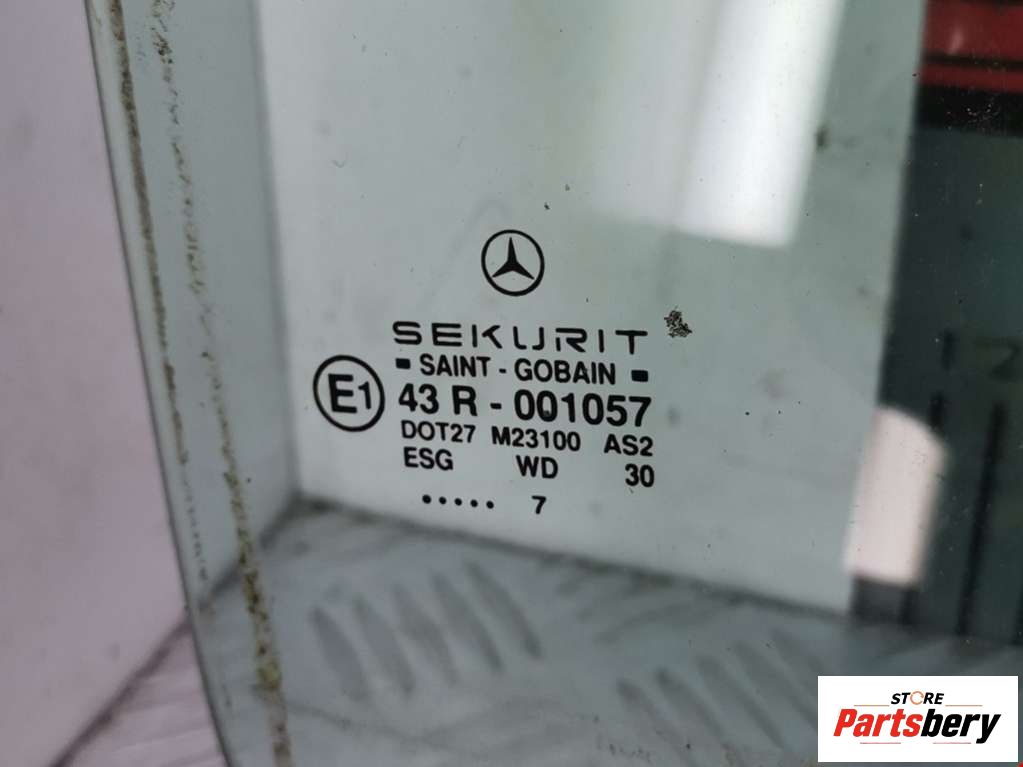 SEKURIT
SAINT - GOBAIN
E1
43 R - 001057
DOT27 M23100 AS2
ESG WD 30
..... 7
STORE
Partsbery